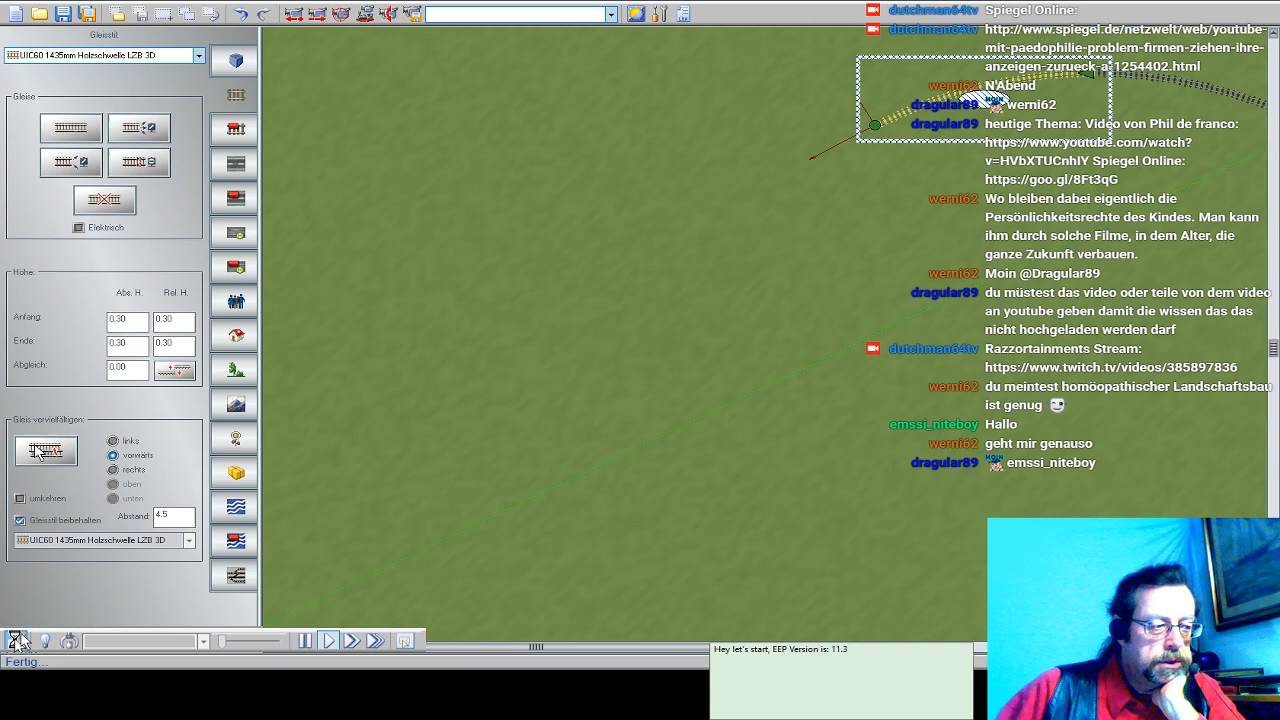 Gleisstil
UIC60 1435mm Holzschwelle LZB 3D
Gleise:
Elektrisch
Höhe:
Abs. H. Rel. H.
Anfang: 0.30 0.30
Ende: 0.30 0.30
Abgleich: 0.00
Gleis vervielfältigen:
links
vorwärts
rechts
oben
umkehren unten
Gleisstil beibehalten Abstand: 4.5
UIC60 1435mm Holzschwelle LZB 3D
Fertig...
Hey let's start, EEP Version is: 11.3
dutchman64tv Spiegel Online:
http://www.spiegel.de/netzwelt/web/youtube-
mit-paedophilie-problem-firmen-ziehen-ihre-
anzeigen-zurueck-a-1254402.html
werni62 N'Abend
dragular89 MOIN werni62
dragular89 heutige Thema: Video von Phil de franco:
https://www.youtube.com/watch?
v=HVbXTUCnhIY Spiegel Online:
https://goo.gl/8Ft3qG
werni62 Wo bleiben dabei eigentlich die
Persönlichkeitsrechte des Kindes. Man kann
ihm durch solche Filme, in dem Alter, die
ganze Zukunft verbauen.
werni62 Moin @Dragular89
dragular89 du müstest das video oder teile von dem video
an youtube geben damit die wissen das das
nicht hochgeladen werden darf
dutchman64tv Razzortainments Stream:
https://www.twitch.tv/videos/385897836
werni62 du meintest homöopathischer Landschaftsbau
ist genug
emssi_niteboy Hallo
werni62 geht mir genauso
dragular89 MOIN emssi_niteboy